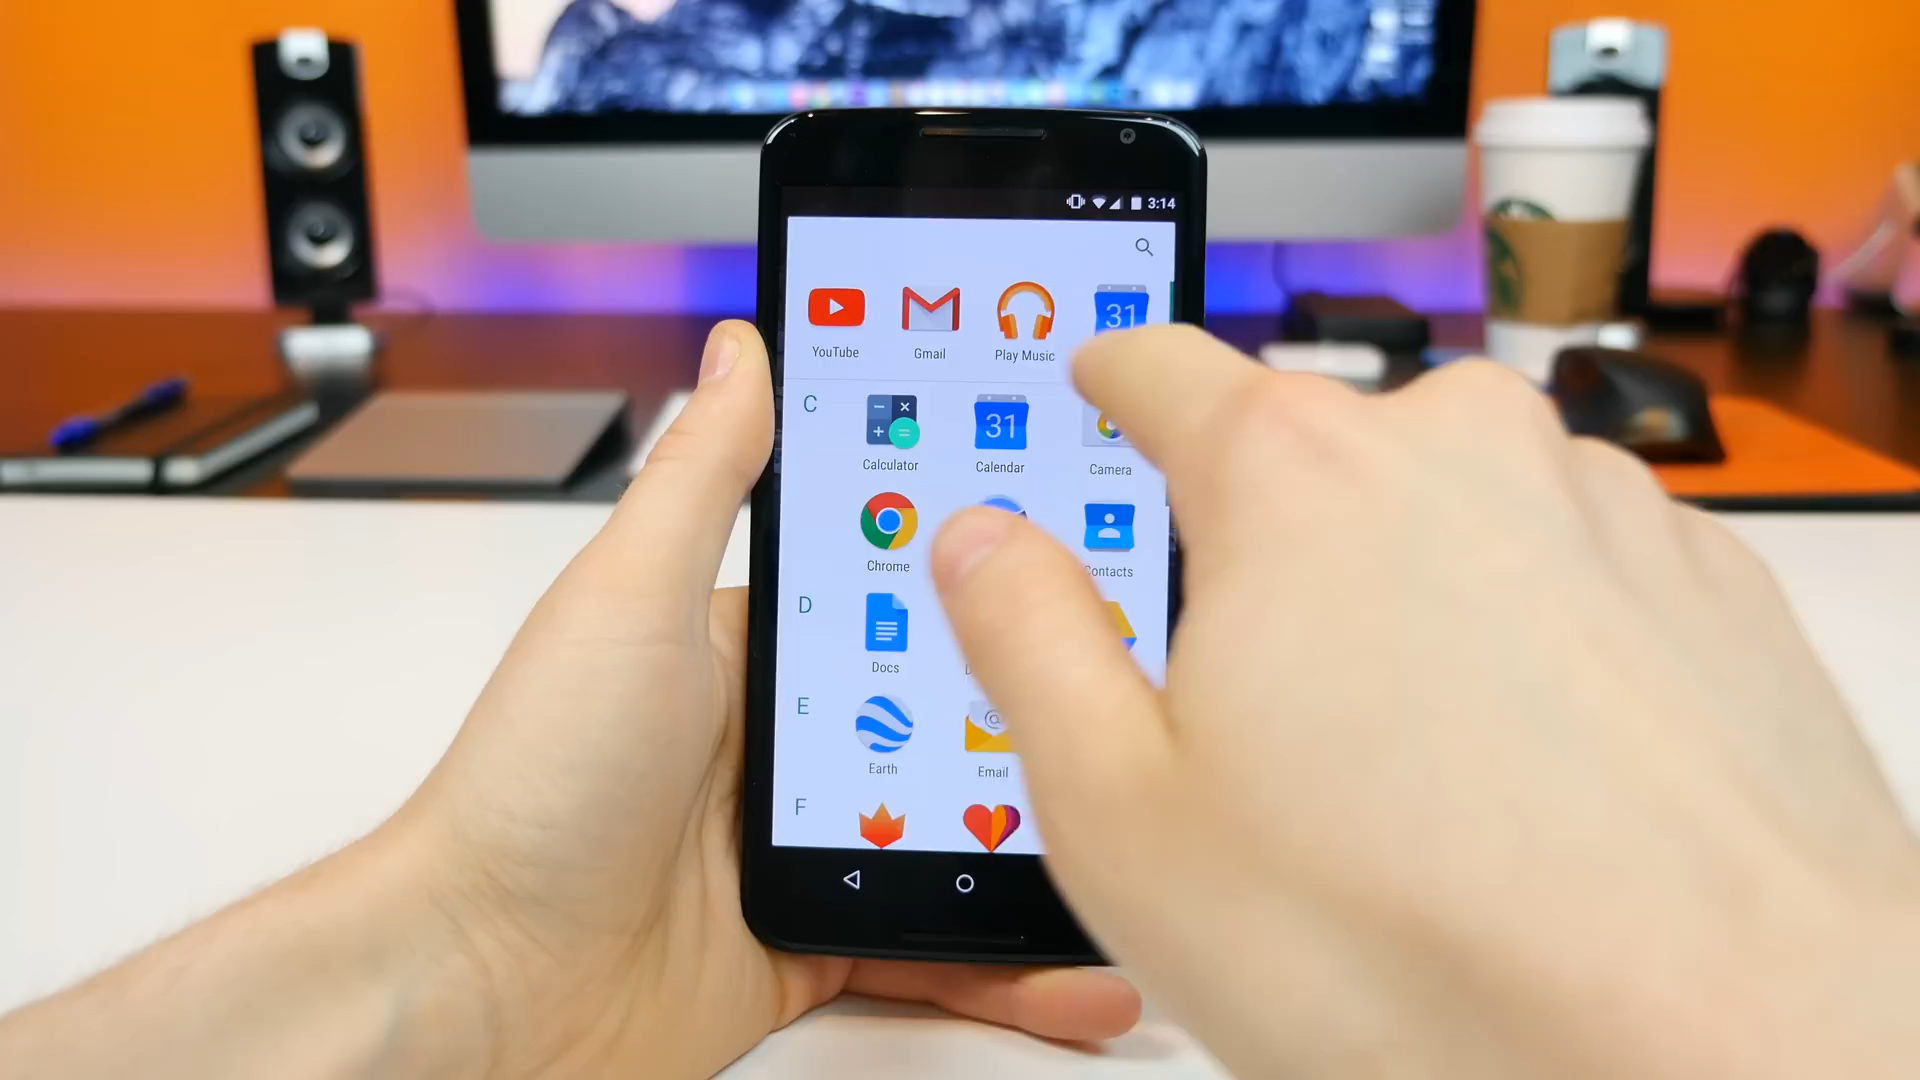 3:14
31
YouTube
Gmail
Play Music
C
31
Calculator
Calendar
Camera
Chrome
Contacts
D
Docs
E
@
Earth
Email
F